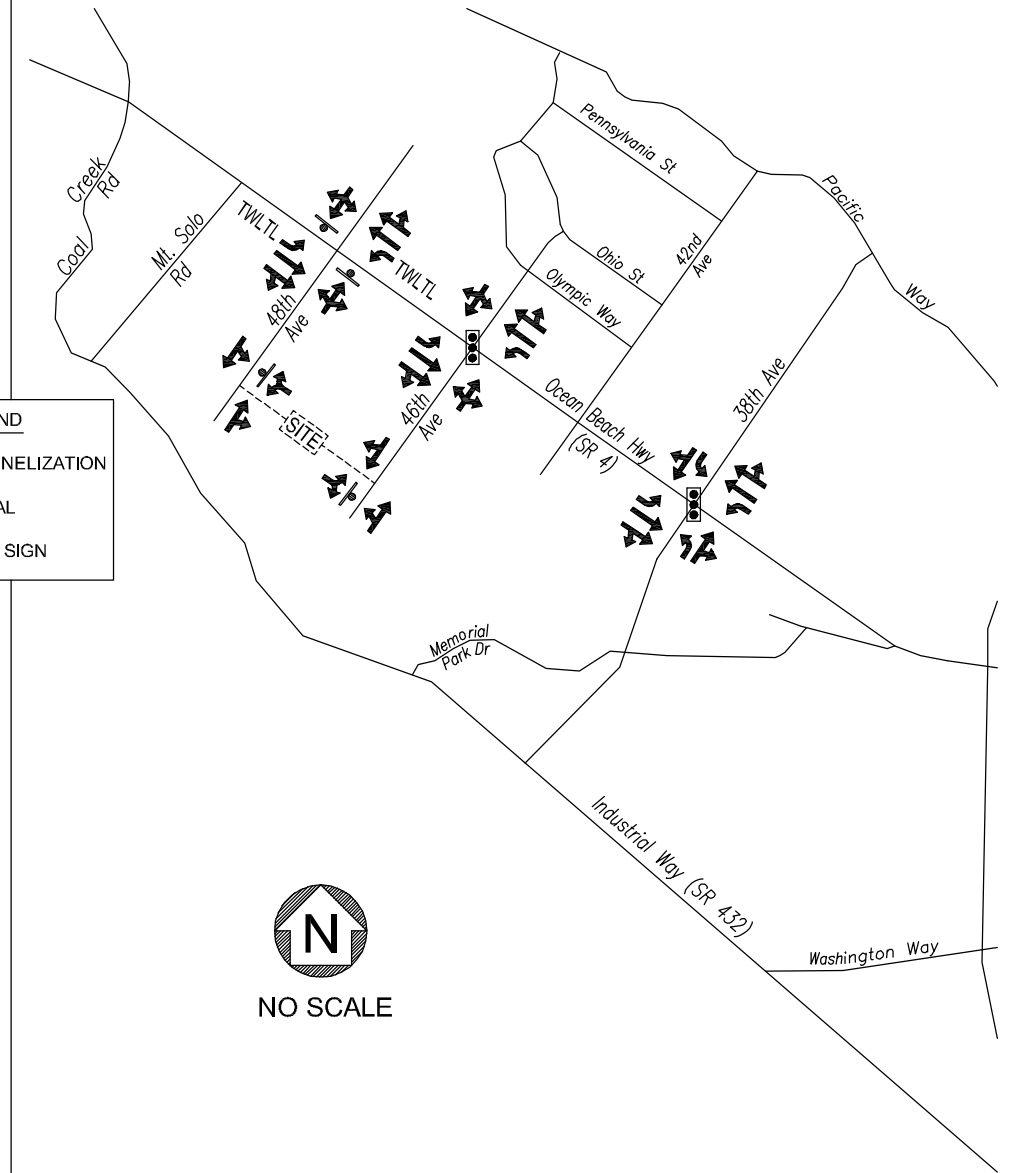 Pennsylvania St
Pacific
Way
Creek
Rd
Coal
Mt. Solo
Rd
TWLTL
TWLTL
48th
Ave
Ohio St
Olympic Way
42nd
Ave
38th Ave
46th
Ave
Ocean Beach Hwy
(SR 4)
SITE
ND
NELIZATION
AL
SIGN
Memorial
Park Dr
Industrial Way (SR 432)
Washington Way
N
NO SCALE